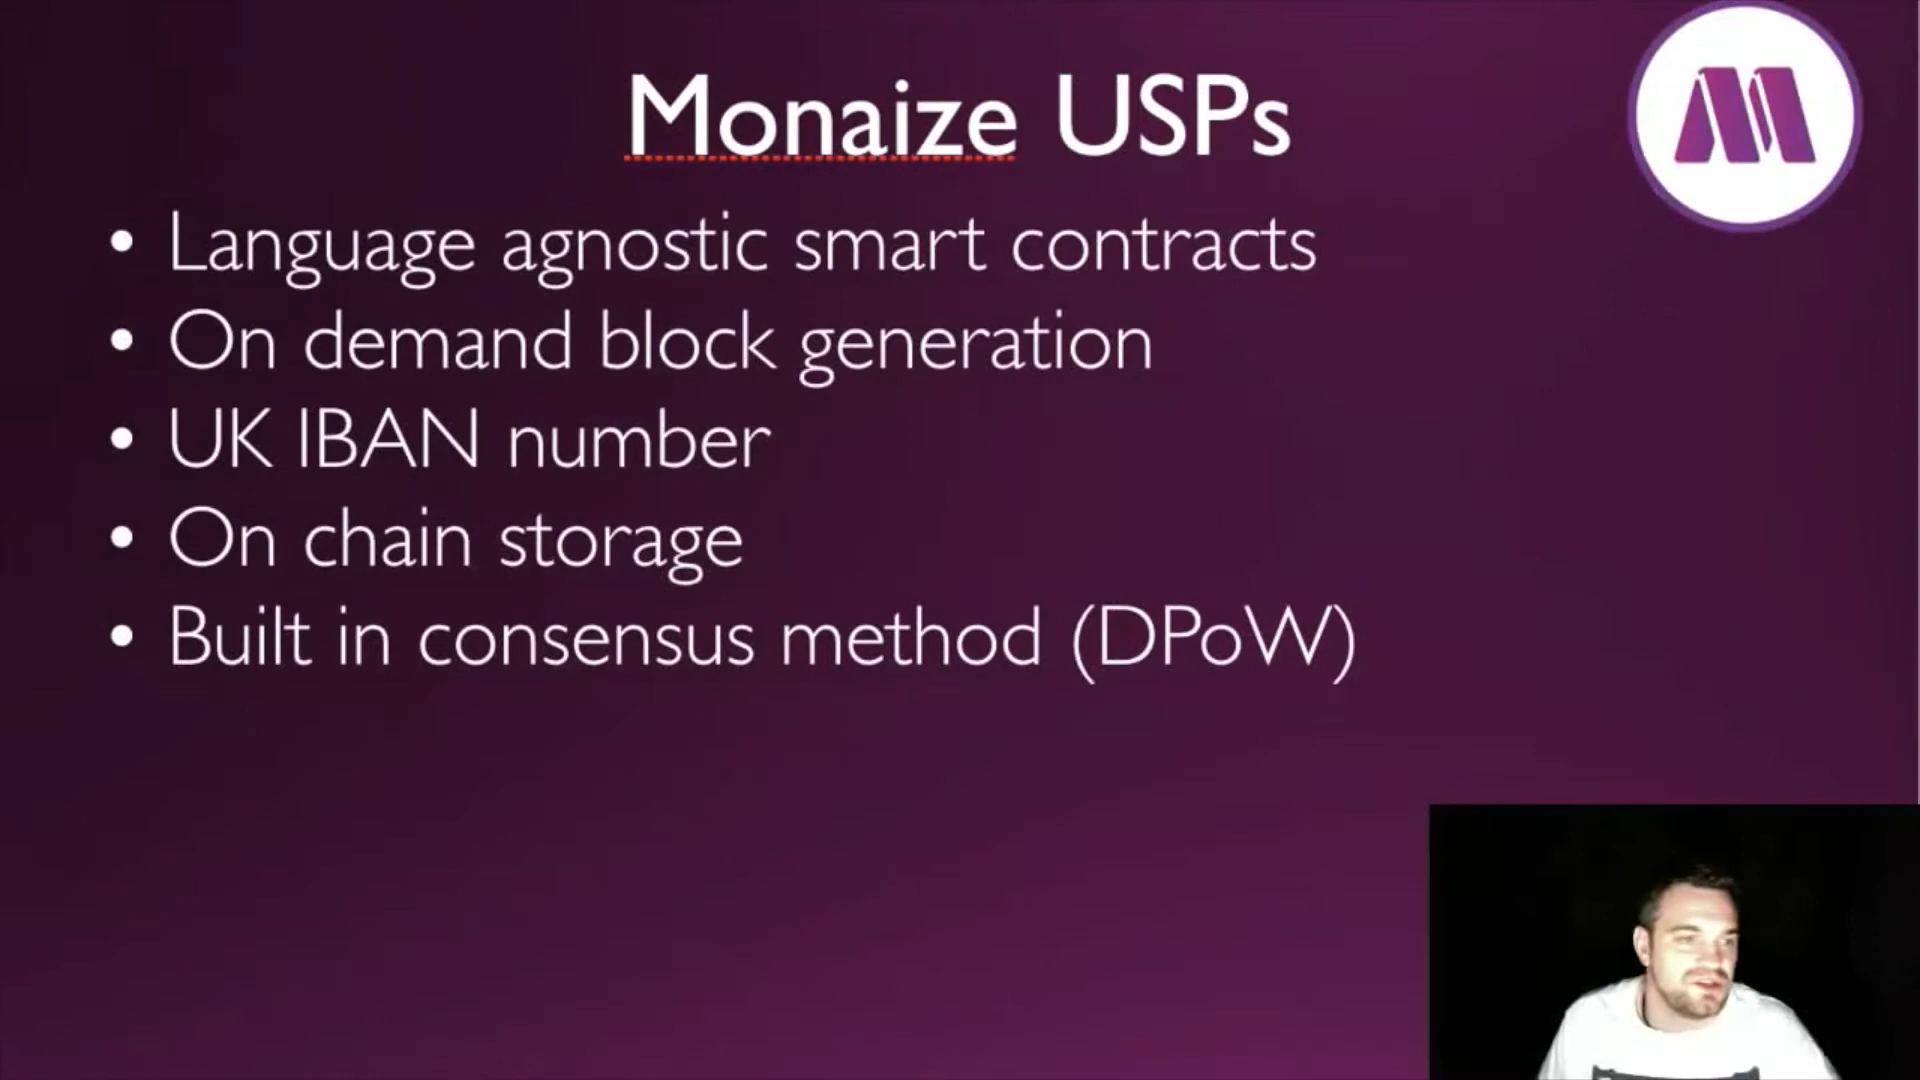 Monaize USPs
• Language agnostic smart contracts
• On demand block generation
• UK IBAN number
• On chain storage
• Built in consensus method (DPoW)